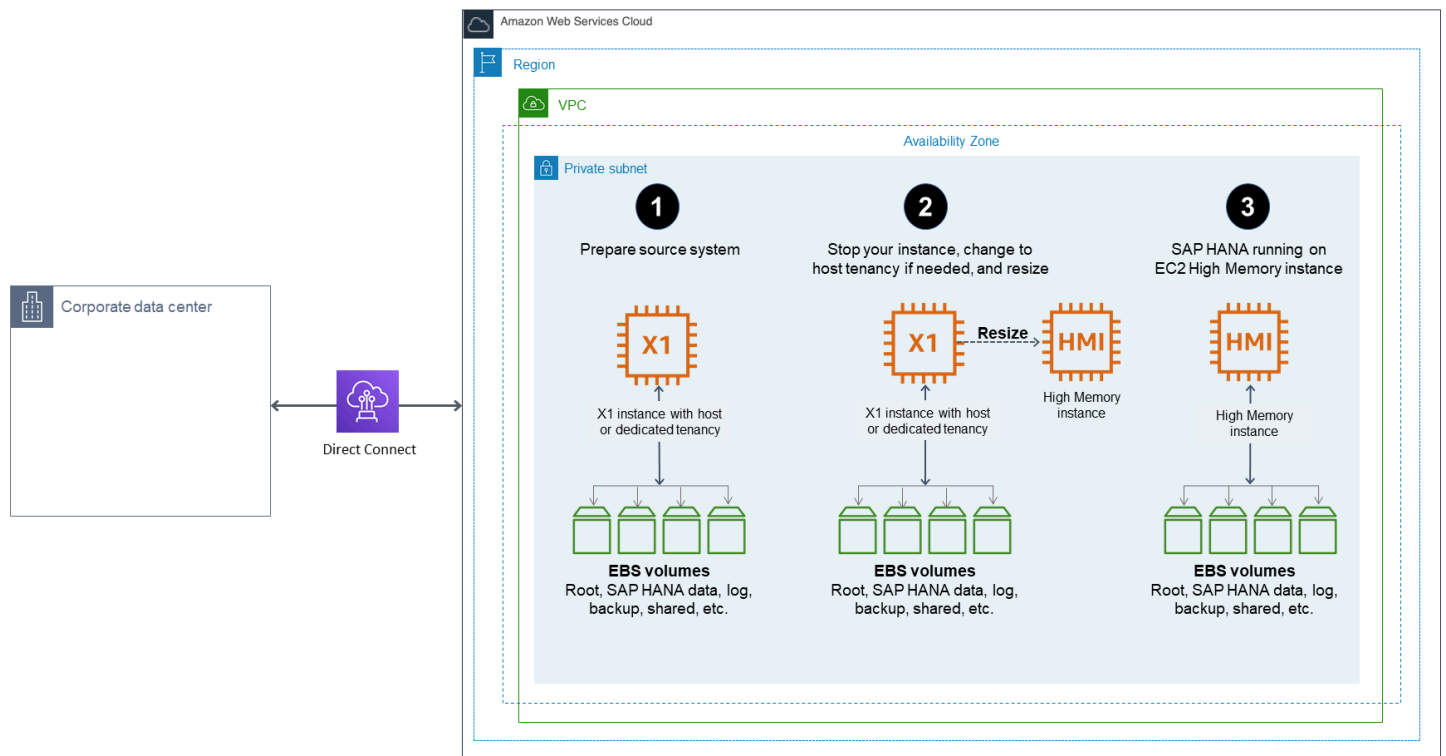 Amazon Web Services Cloud
Region
VPC
Availability Zone
Private subnet
1
Prepare source system
2
Stop your instance, change to
host tenancy if needed, and resize
3
SAP HANA running on
EC2 High Memory instance
Corporate data center
Direct Connect
X1
X1 instance with host
or dedicated tenancy
EBS volumes
Root, SAP HANA data, log,
backup, shared, etc.
X1
Resize
HMI
High Memory
instance
X1 instance with host
or dedicated tenancy
EBS volumes
Root, SAP HANA data, log,
backup, shared, etc.
HMI
High Memory
instance
EBS volumes
Root, SAP HANA data, log,
backup, shared, etc.